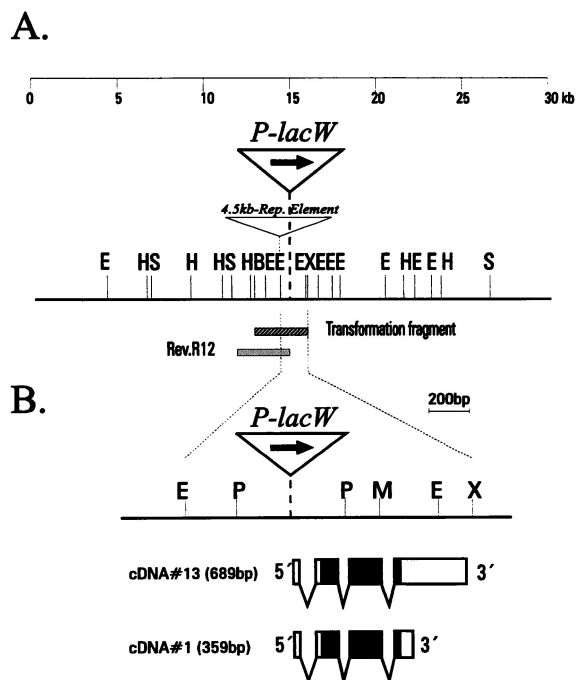 A.
0 5 10 15 20 25 30 kb
P-lacW
4.5kb-Rep. Element
E HS H HS HBEE EXEEE E HE EH S
Transformation fragment
Rev.R12
B.
200bp
P-lacW
E P P M E X
cDNA#13 (689bp) 5´ 3´
cDNA#1 (359bp) 5´ 3´